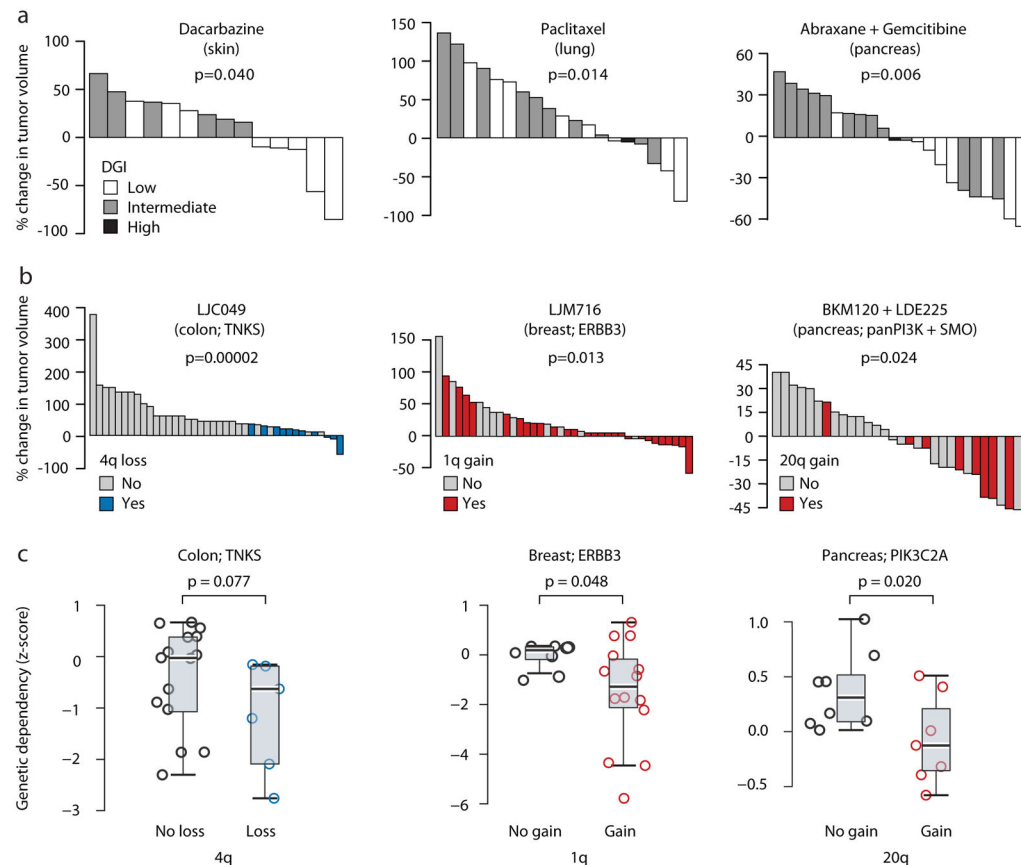 a
Dacarbazine
(skin)
p=0.040
% change in tumor volume
100
50
0
-50
-100
DGI
Low
Intermediate
High
Paclitaxel
(lung)
p=0.014
150
100
50
0
-50
-100
Abraxane + Gemcitibine
(pancreas)
p=0.006
60
30
0
-30
-60
b
LJC049
(colon; TNKS)
p=0.00002
% change in tumor volume
400
300
200
100
0
-100
4q loss
No
Yes
LJM716
(breast; ERBB3)
p=0.013
150
100
50
0
-50
1q gain
No
Yes
BKM120 + LDE225
(pancreas; panPI3K + SMO)
p=0.024
45
30
15
0
-15
-30
-45
20q gain
No
Yes
c
Colon; TNKS
p = 0.077
Genetic dependency (z-score)
1
0
−1
−2
−3
No loss
Loss
4q
Breast; ERBB3
p = 0.048
2
0
−2
−4
−6
No gain
Gain
1q
Pancreas; PIK3C2A
p = 0.020
1.0
0.5
0.0
−0.5
No gain
Gain
20q